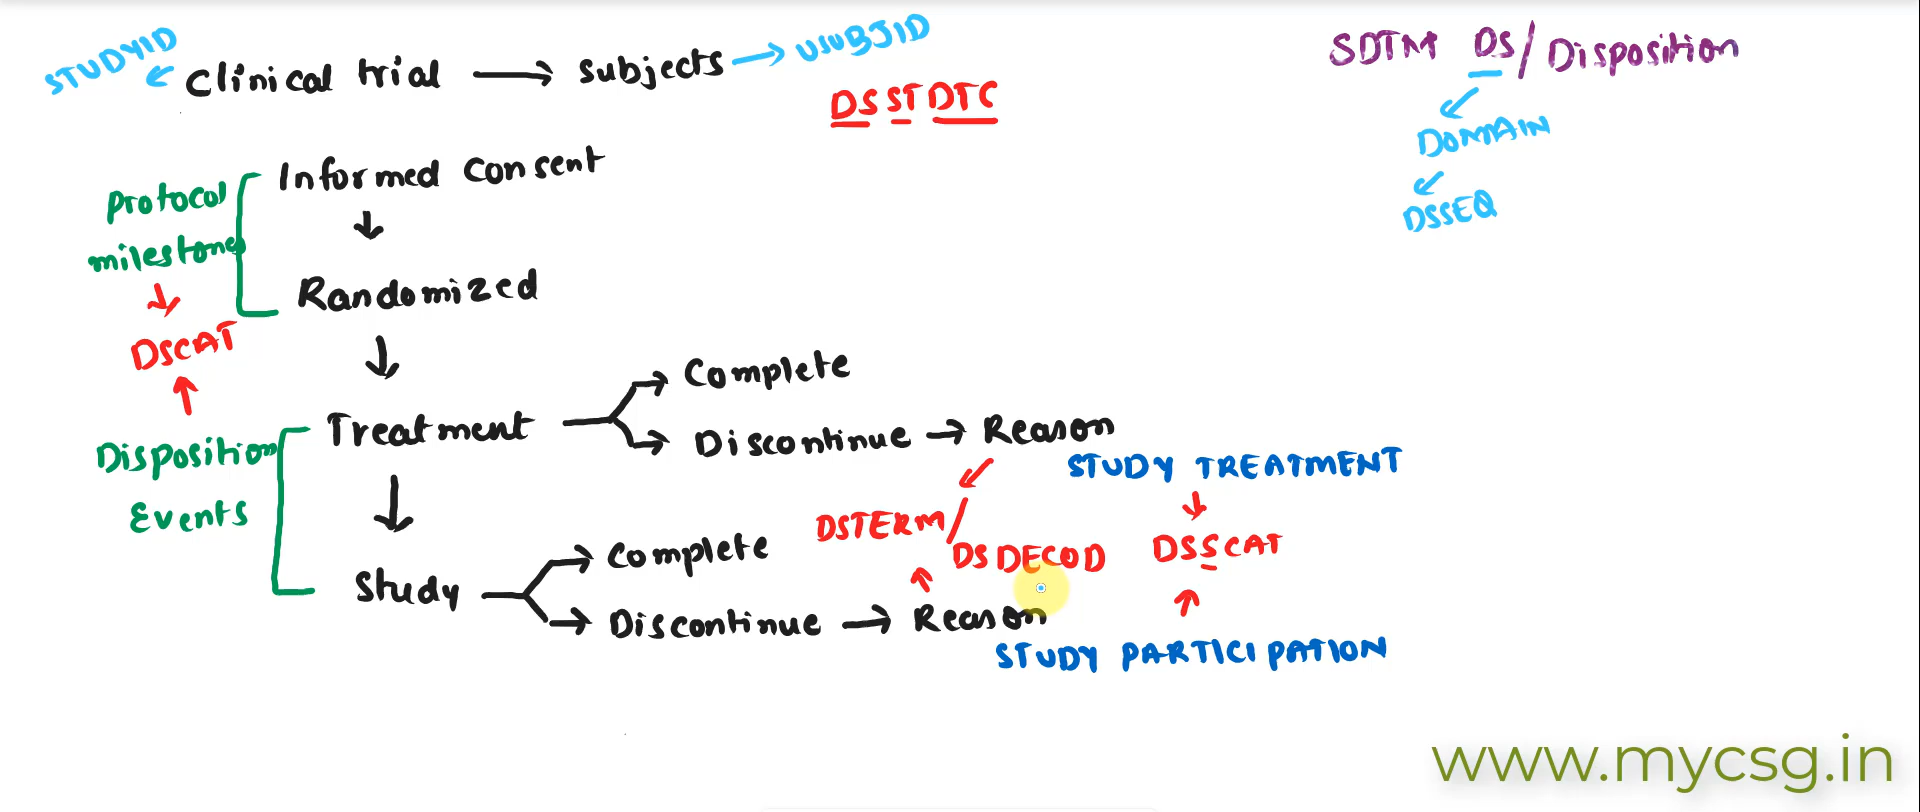 STUDYID
Clinical trial → Subjects → USUBJID
SDTM DS / Disposition
DSSTDTC
DOMAIN
DSSEQ
Informed Consent
Protocol
milestones
Randomized
DSCAT
Complete
Treatment
Discontinue → Reason
Disposition
Events
STUDY TREATMENT
DSTERM /
DSDECOD
DSSCAT
Complete
Study
Discontinue → Reason
STUDY PARTICIPATION
www.mycsg.in